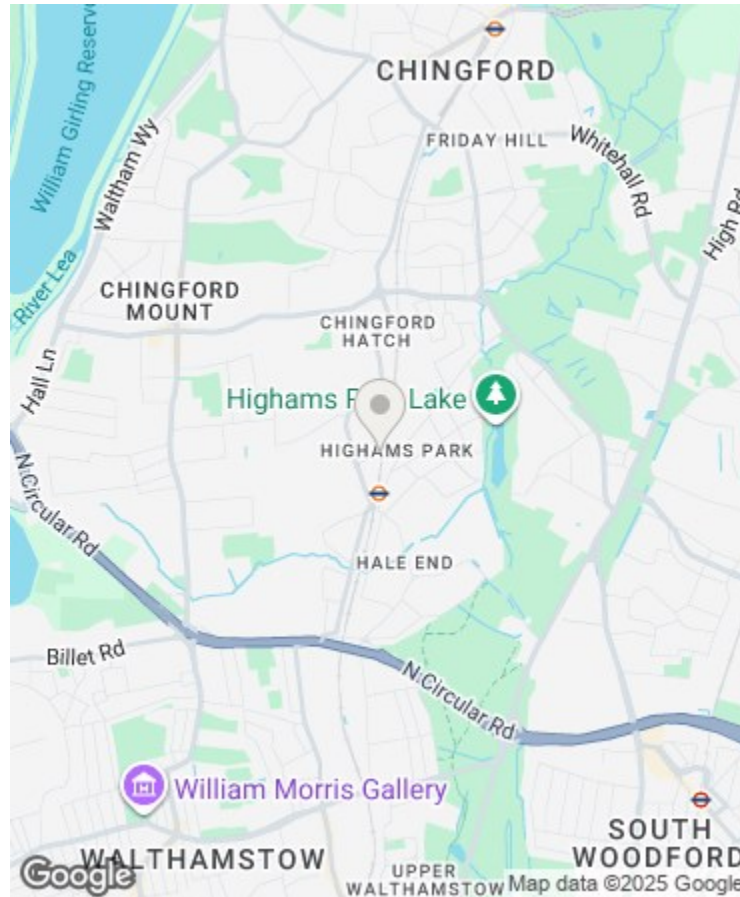 CHINGFORD
FRIDAY HILL
Whitehall Rd
High Rd
William Girling Reserv
Waltham Wy
River Lea
CHINGFORD
MOUNT
CHINGFORD
HATCH
Hall Ln
Highams P Lake
HIGHAMS PARK
N Circular Rd
HALE END
Billet Rd
N Circular Rd
William Morris Gallery
WALTHAMSTOW
SOUTH
WOODFORD
UPPER
WALTHAMSTOW
Google
Map data ©2025 Google